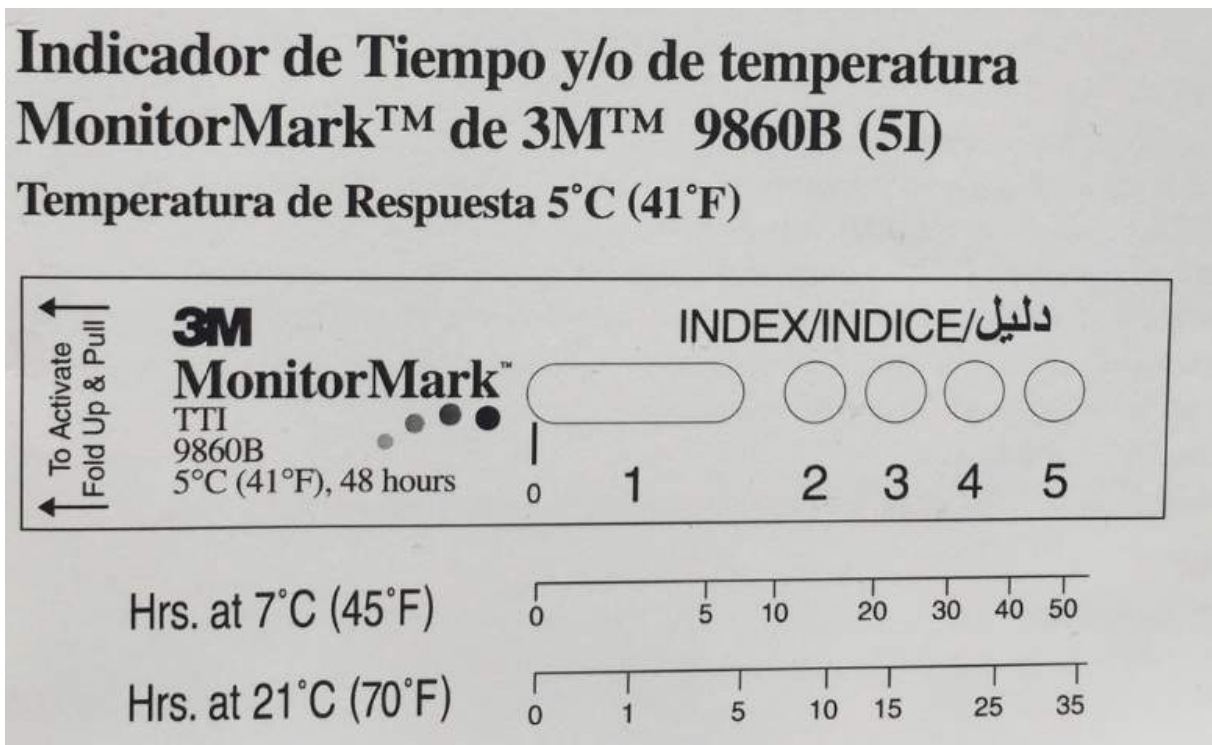 Indicador de Tiempo y/o de temperatura
MonitorMark™ de 3M™ 9860B (5I)
Temperatura de Respuesta 5°C (41°F)
To Activate
Fold Up & Pull
3M
MonitorMark™
TTI
9860B
5°C (41°F), 48 hours
INDEX/INDICE/دليل
0 1 2 3 4 5
Hrs. at 7°C (45°F)
0 5 10 20 30 40 50
Hrs. at 21°C (70°F)
0 1 5 10 15 25 35